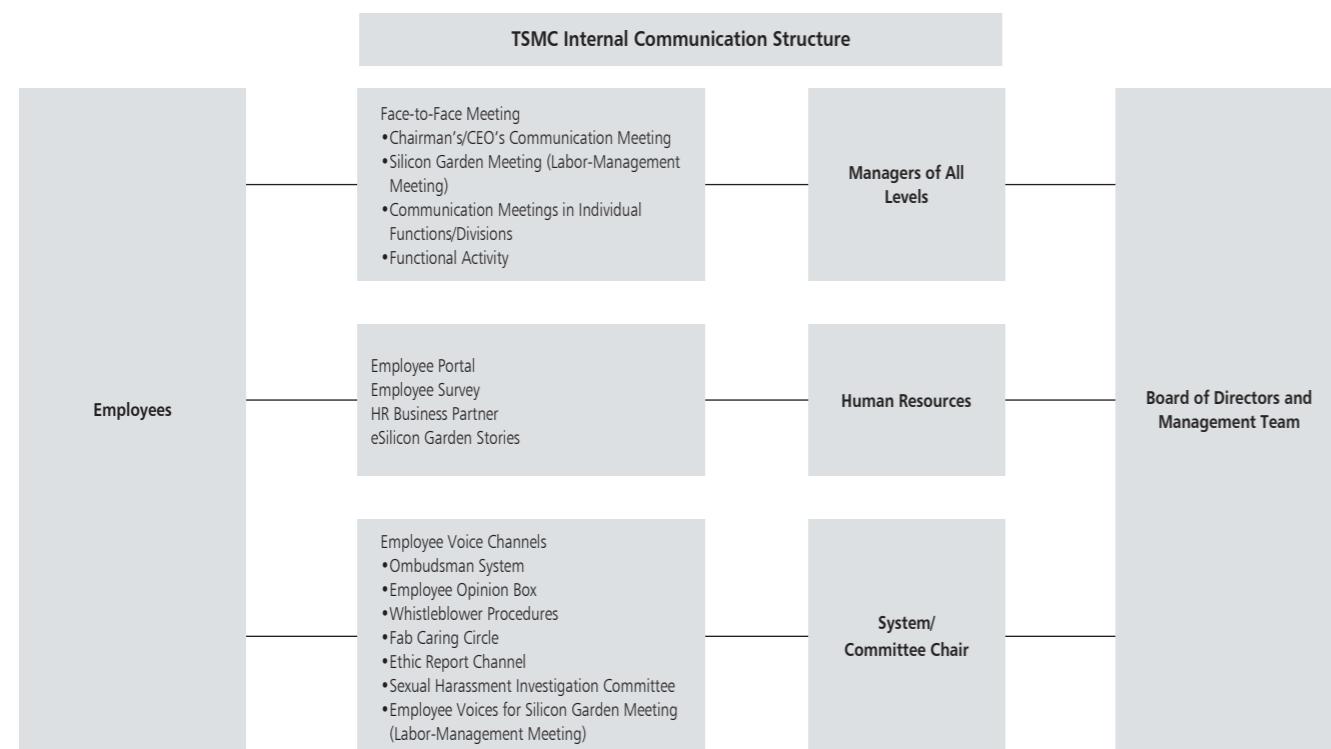 TSMC Internal Communication Structure
Employees
Face-to-Face Meeting
•Chairman's/CEO's Communication Meeting
•Silicon Garden Meeting (Labor-Management
Meeting)
•Communication Meetings in Individual
Functions/Divisions
•Functional Activity
Managers of All
Levels
Employee Portal
Employee Survey
HR Business Partner
eSilicon Garden Stories
Human Resources
Employee Voice Channels
•Ombudsman System
•Employee Opinion Box
•Whistleblower Procedures
•Fab Caring Circle
•Ethic Report Channel
•Sexual Harassment Investigation Committee
•Employee Voices for Silicon Garden Meeting
(Labor-Management Meeting)
System/
Committee Chair
Board of Directors and
Management Team